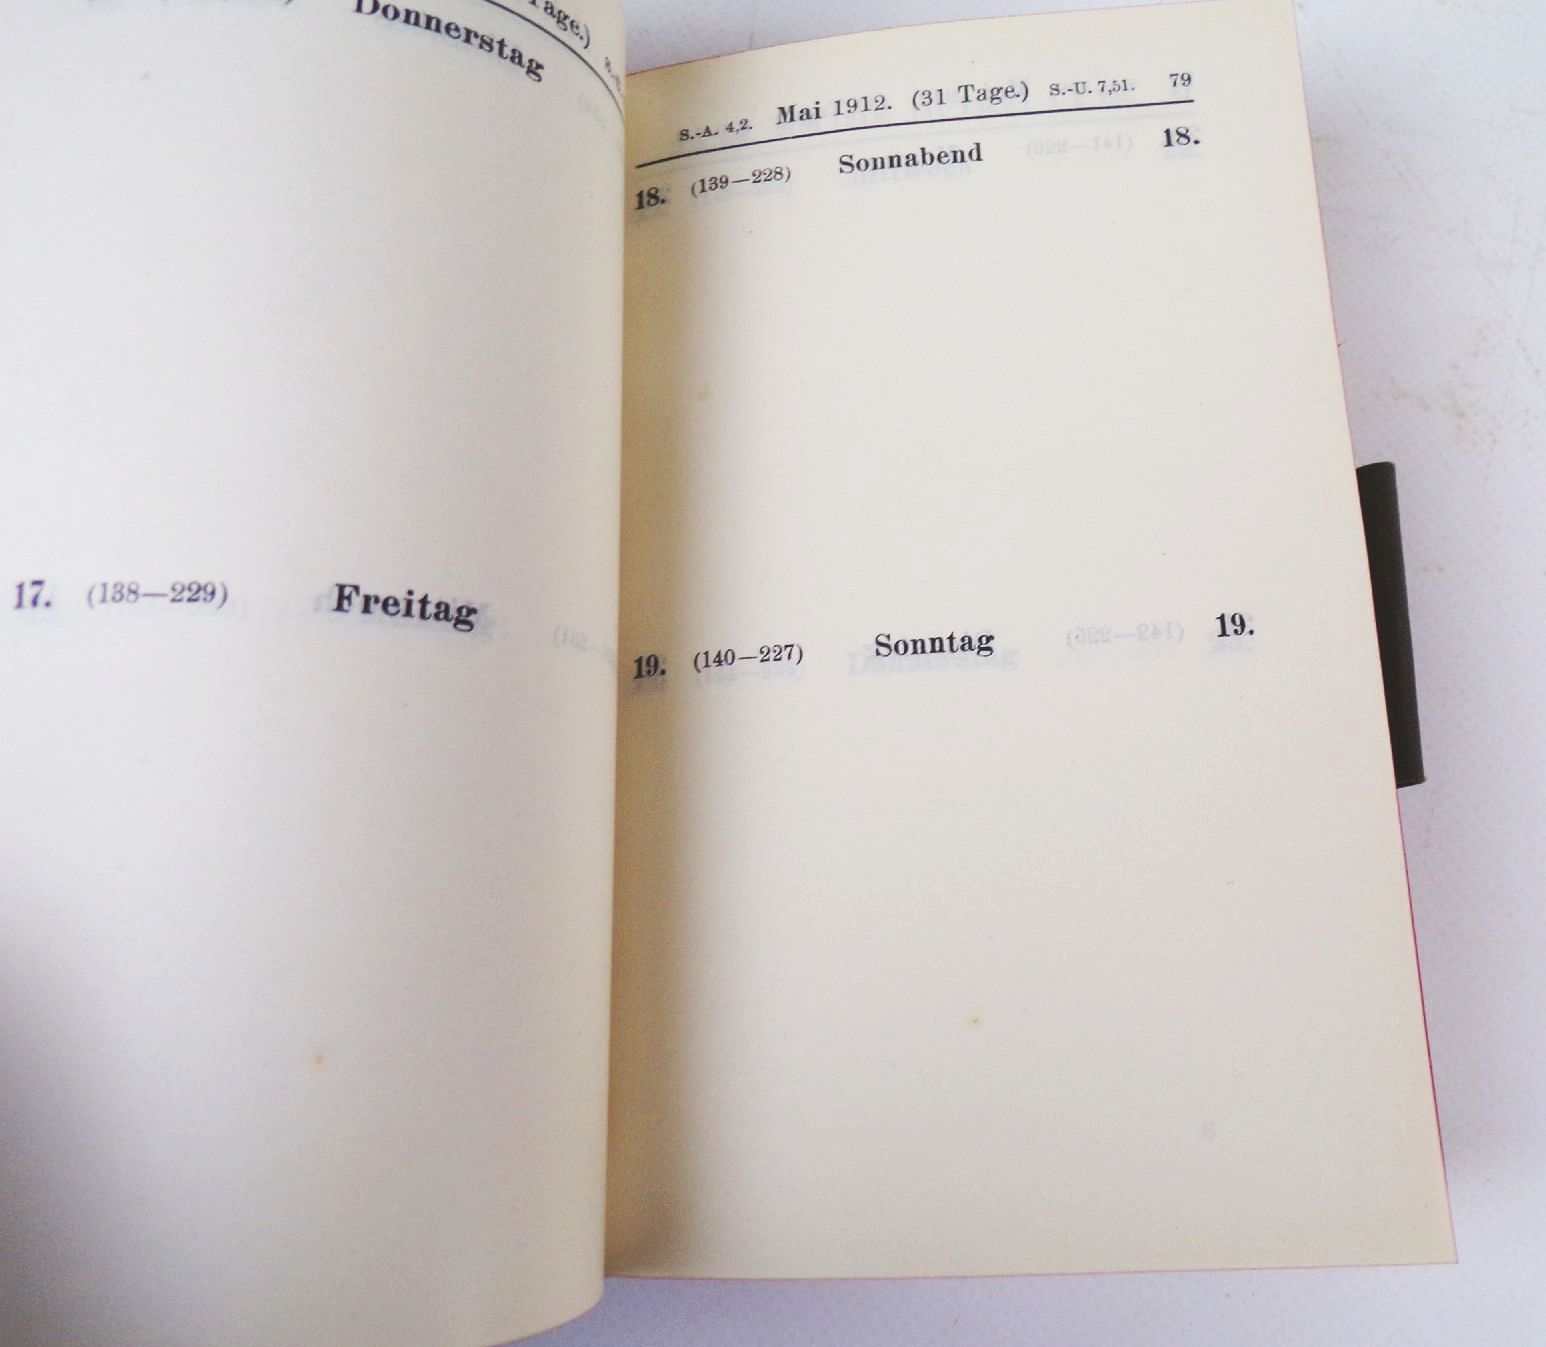 Tage.)
Donnerstag
17. (138—229) Freitag
S.-A. 4,2. Mai 1912. (31 Tage.) S.-U. 7,51. 79
18. (139—228) Sonnabend 18.
19. (140—227) Sonntag 19.